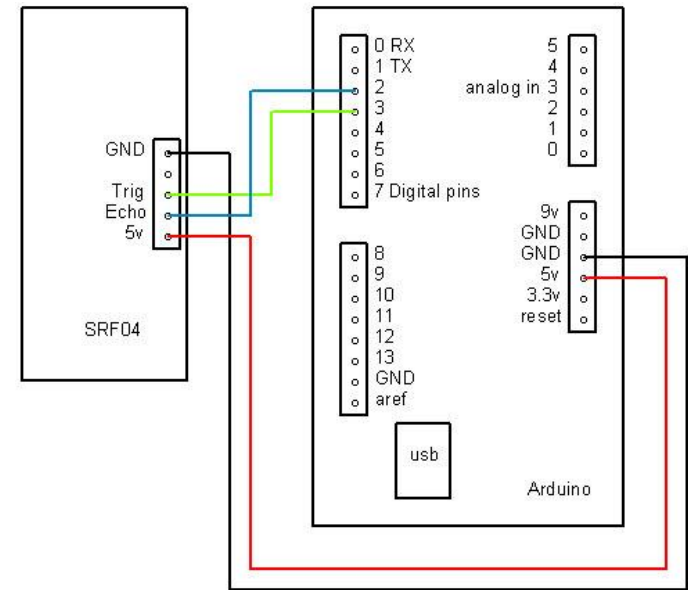 GND
Trig
Echo
5v
SRF04
0 RX
1 TX
2
3
4
5
6
7 Digital pins
8
9
10
11
12
13
GND
aref
usb
5
4
analog in 3
2
1
0
9v
GND
GND
5v
3.3v
reset
Arduino